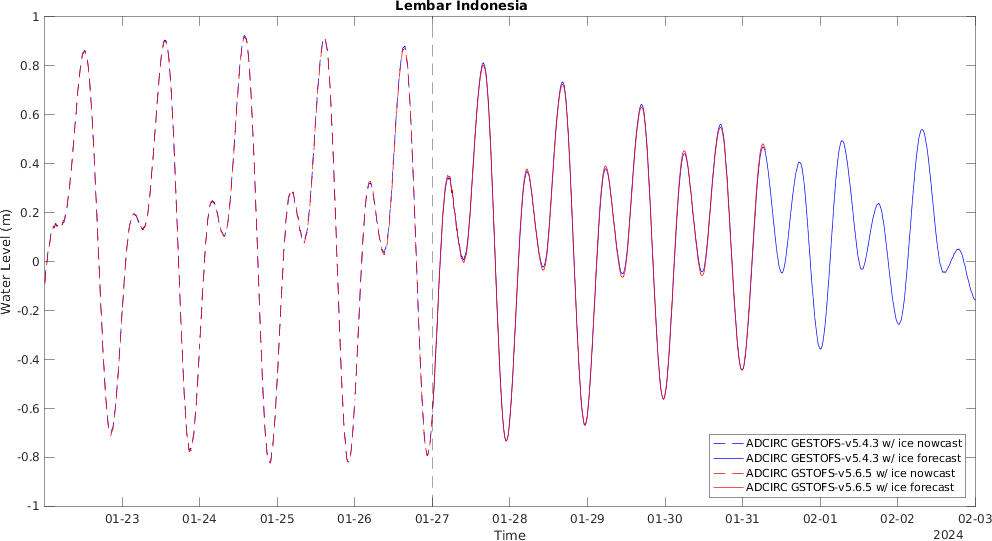 Lembar Indonesia
1
0.8
0.6
0.4
0.2
0
-0.2
-0.4
-0.6
-0.8
-1
Water Level (m)
ADCIRC GESTOFS-v5.4.3 w/ ice nowcast
ADCIRC GESTOFS-v5.4.3 w/ ice forecast
ADCIRC GSTOFS-v5.6.5 w/ ice nowcast
ADCIRC GSTOFS-v5.6.5 w/ ice forecast
01-23 01-24 01-25 01-26 01-27 01-28 01-29 01-30 01-31 02-01 02-02 02-03
Time
2024